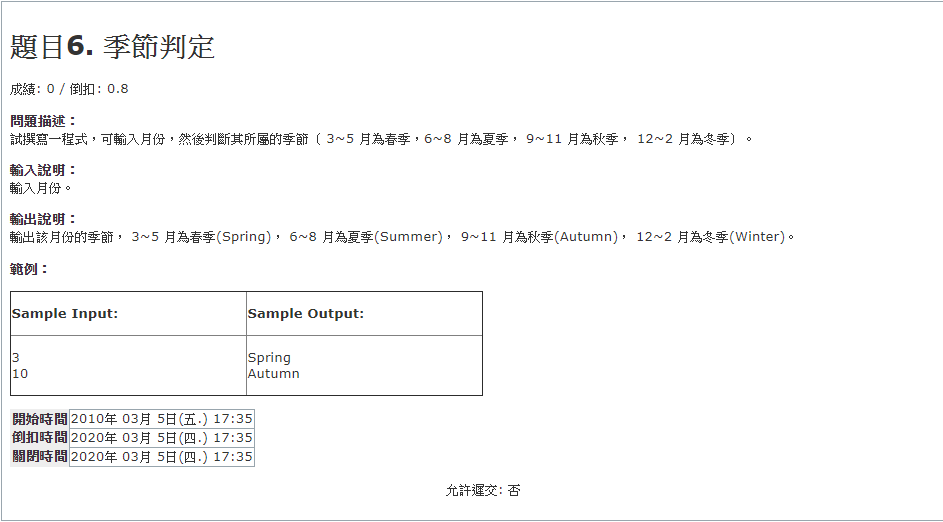 題目6. 季節判定
成績: 0 / 倒扣: 0.8
問題描述：
試撰寫一程式，可輸入月份，然後判斷其所屬的季節〔 3~5 月為春季，6~8 月為夏季， 9~11 月為秋季， 12~2 月為冬季〕。
輸入說明：
輸入月份。
輸出說明：
輸出該月份的季節， 3~5 月為春季(Spring)， 6~8 月為夏季(Summer)， 9~11 月為秋季(Autumn)， 12~2 月為冬季(Winter)。
範例：
Sample Input: Sample Output:
3 Spring
10 Autumn
開始時間 2010年 03月 5日(五.) 17:35
倒扣時間 2020年 03月 5日(四.) 17:35
關閉時間 2020年 03月 5日(四.) 17:35
允許遲交: 否